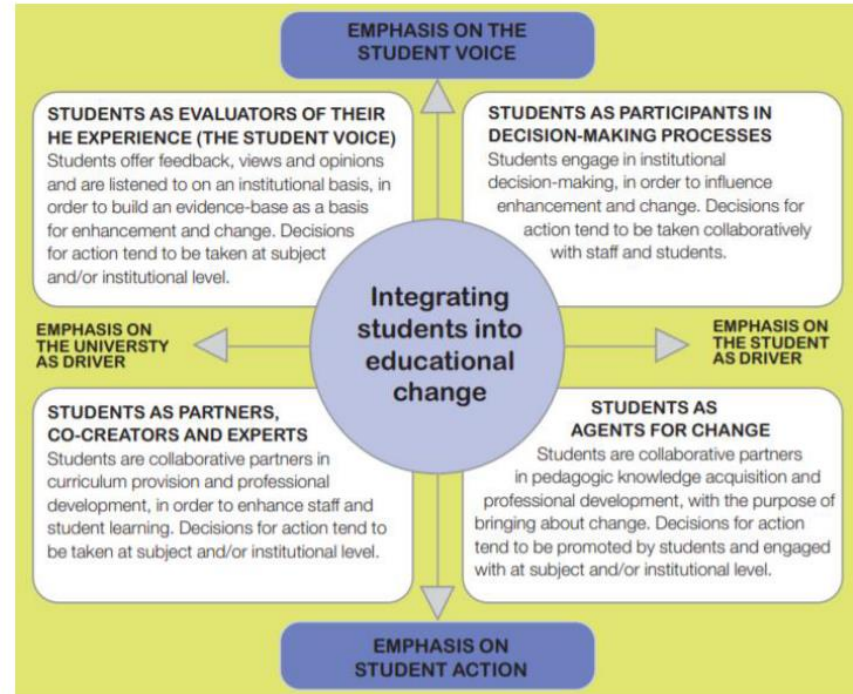 EMPHASIS ON THE
STUDENT VOICE
STUDENTS AS EVALUATORS OF THEIR
HE EXPERIENCE (THE STUDENT VOICE)
Students offer feedback, views and opinions
and are listened to on an institutional basis, in
order to build an evidence-base as a basis
for enhancement and change. Decisions
for action tend to be taken at subject
and/or institutional level.
STUDENTS AS PARTICIPANTS IN
DECISION-MAKING PROCESSES
Students engage in institutional
decision-making, in order to influence
enhancement and change. Decisions for
action tend to be taken collaboratively
with staff and students.
EMPHASIS ON
THE UNIVERSTY
AS DRIVER
Integrating
students into
educational
change
EMPHASIS ON
THE STUDENT
AS DRIVER
STUDENTS AS PARTNERS,
CO-CREATORS AND EXPERTS
Students are collaborative partners in
curriculum provision and professional
development, in order to enhance staff and
student learning. Decisions for action tend to
be taken at subject and/or institutional level.
STUDENTS AS
AGENTS FOR CHANGE
Students are collaborative partners
in pedagogic knowledge acquisition and
professional development, with the purpose of
bringing about change. Decisions for action
tend to be promoted by students and engaged
with at subject and/or institutional level.
EMPHASIS ON
STUDENT ACTION